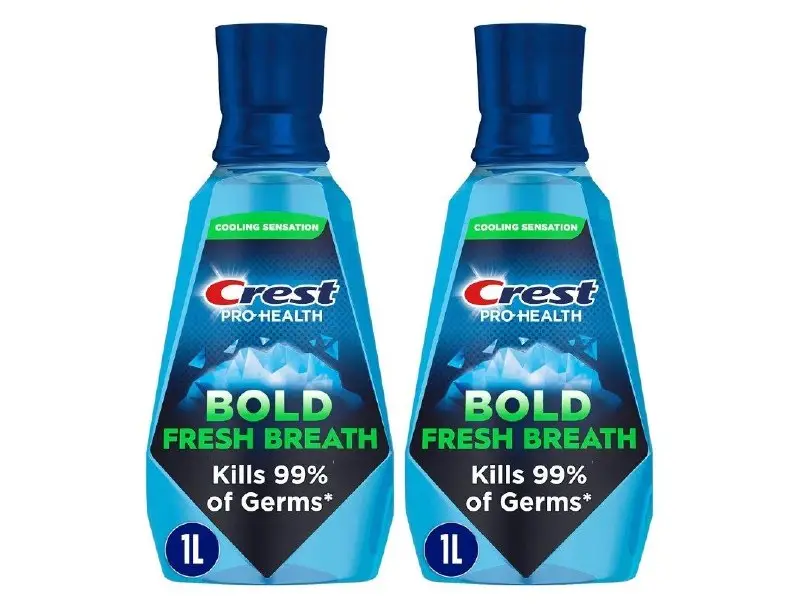 COOLING SENSATION
Crest
PRO-HEALTH
BOLD
FRESH BREATH
Kills 99%
of Germs*
1L
COOLING SENSATION
Crest
PRO-HEALTH
BOLD
FRESH BREATH
Kills 99%
of Germs*
1L